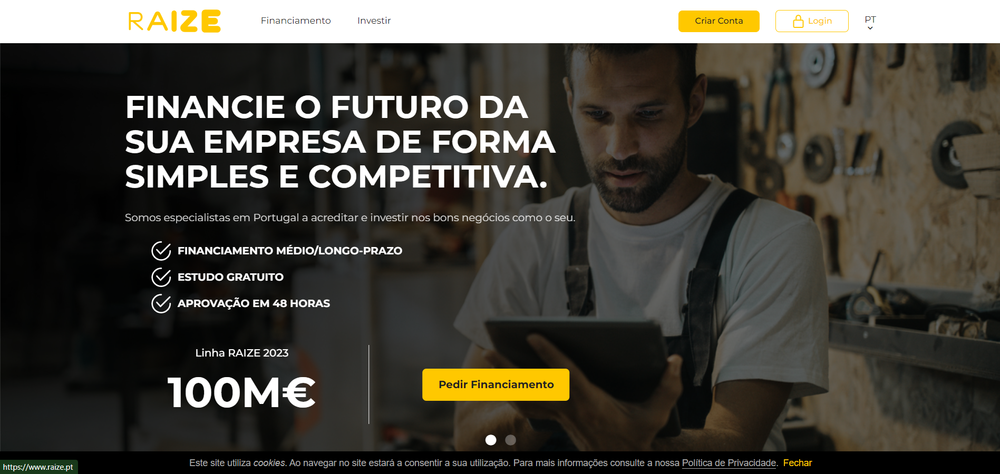 RAIZE
Financiamento
Investir
Criar Conta
Login
PT
FINANCIE O FUTURO DA
SUA EMPRESA DE FORMA
SIMPLES E COMPETITIVA.
Somos especialistas em Portugal a acreditar e investir nos bons negócios como o seu.
FINANCIAMENTO MÉDIO/LONGO-PRAZO
ESTUDO GRATUITO
APROVAÇÃO EM 48 HORAS
Linha RAIZE 2023
100M€
Pedir Financiamento
Este site utiliza cookies. Ao navegar no site estará a consentir a sua utilização. Para mais informações consulte a nossa Política de Privacidade. Fechar
https://www.raize.pt